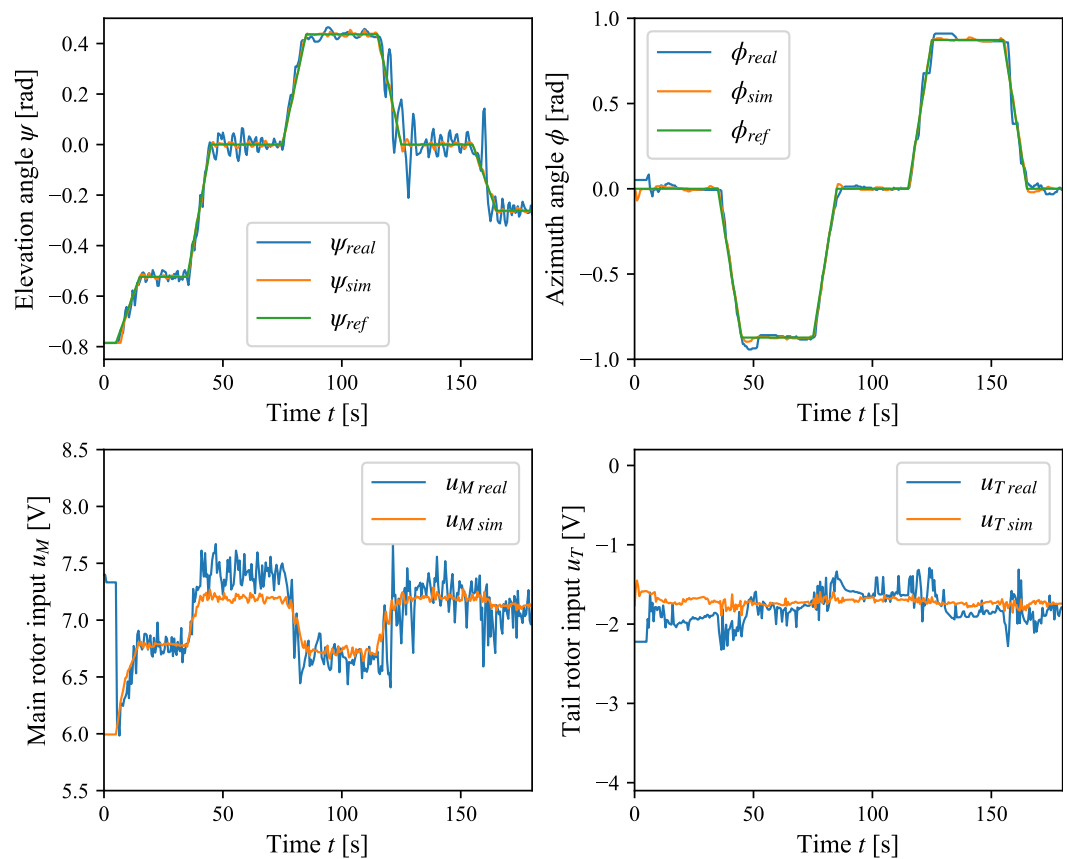 0.4
0.2
0.0
−0.2
−0.4
−0.6
−0.8
Elevation angle ψ [rad]
ψreal
ψsim
ψref
0 50 100 150
Time t [s]
1.0
0.5
0.0
−0.5
−1.0
Azimuth angle ϕ [rad]
ϕreal
ϕsim
ϕref
0 50 100 150
Time t [s]
8.5
8.0
7.5
7.0
6.5
6.0
5.5
Main rotor input uM [V]
uM real
uM sim
0 50 100 150
Time t [s]
0
−1
−2
−3
−4
Tail rotor input uT [V]
uT real
uT sim
0 50 100 150
Time t [s]